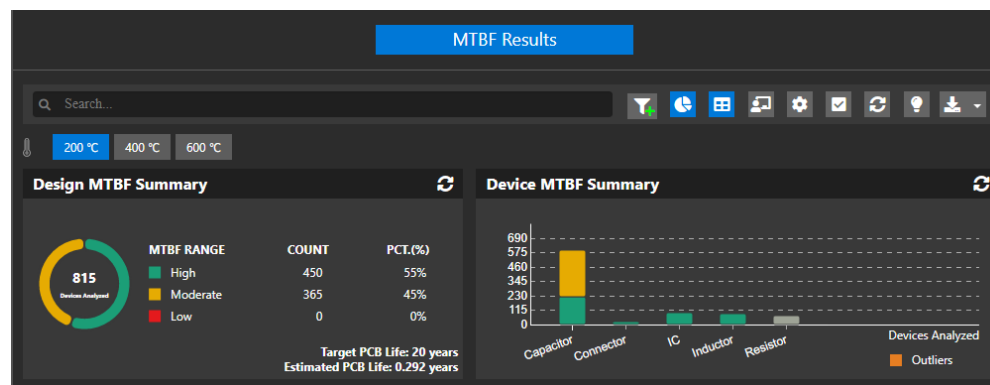 MTBF Results
Search...
200 °C 400 °C 600 °C
Design MTBF Summary
815
Devices Analyzed
MTBF RANGE COUNT PCT.(%)
High 450 55%
Moderate 365 45%
Low 0 0%
Target PCB Life: 20 years
Estimated PCB Life: 0.292 years
Device MTBF Summary
690
575
460
345
230
115
0
Capacitor Connector IC Inductor Resistor
Devices Analyzed
Outliers